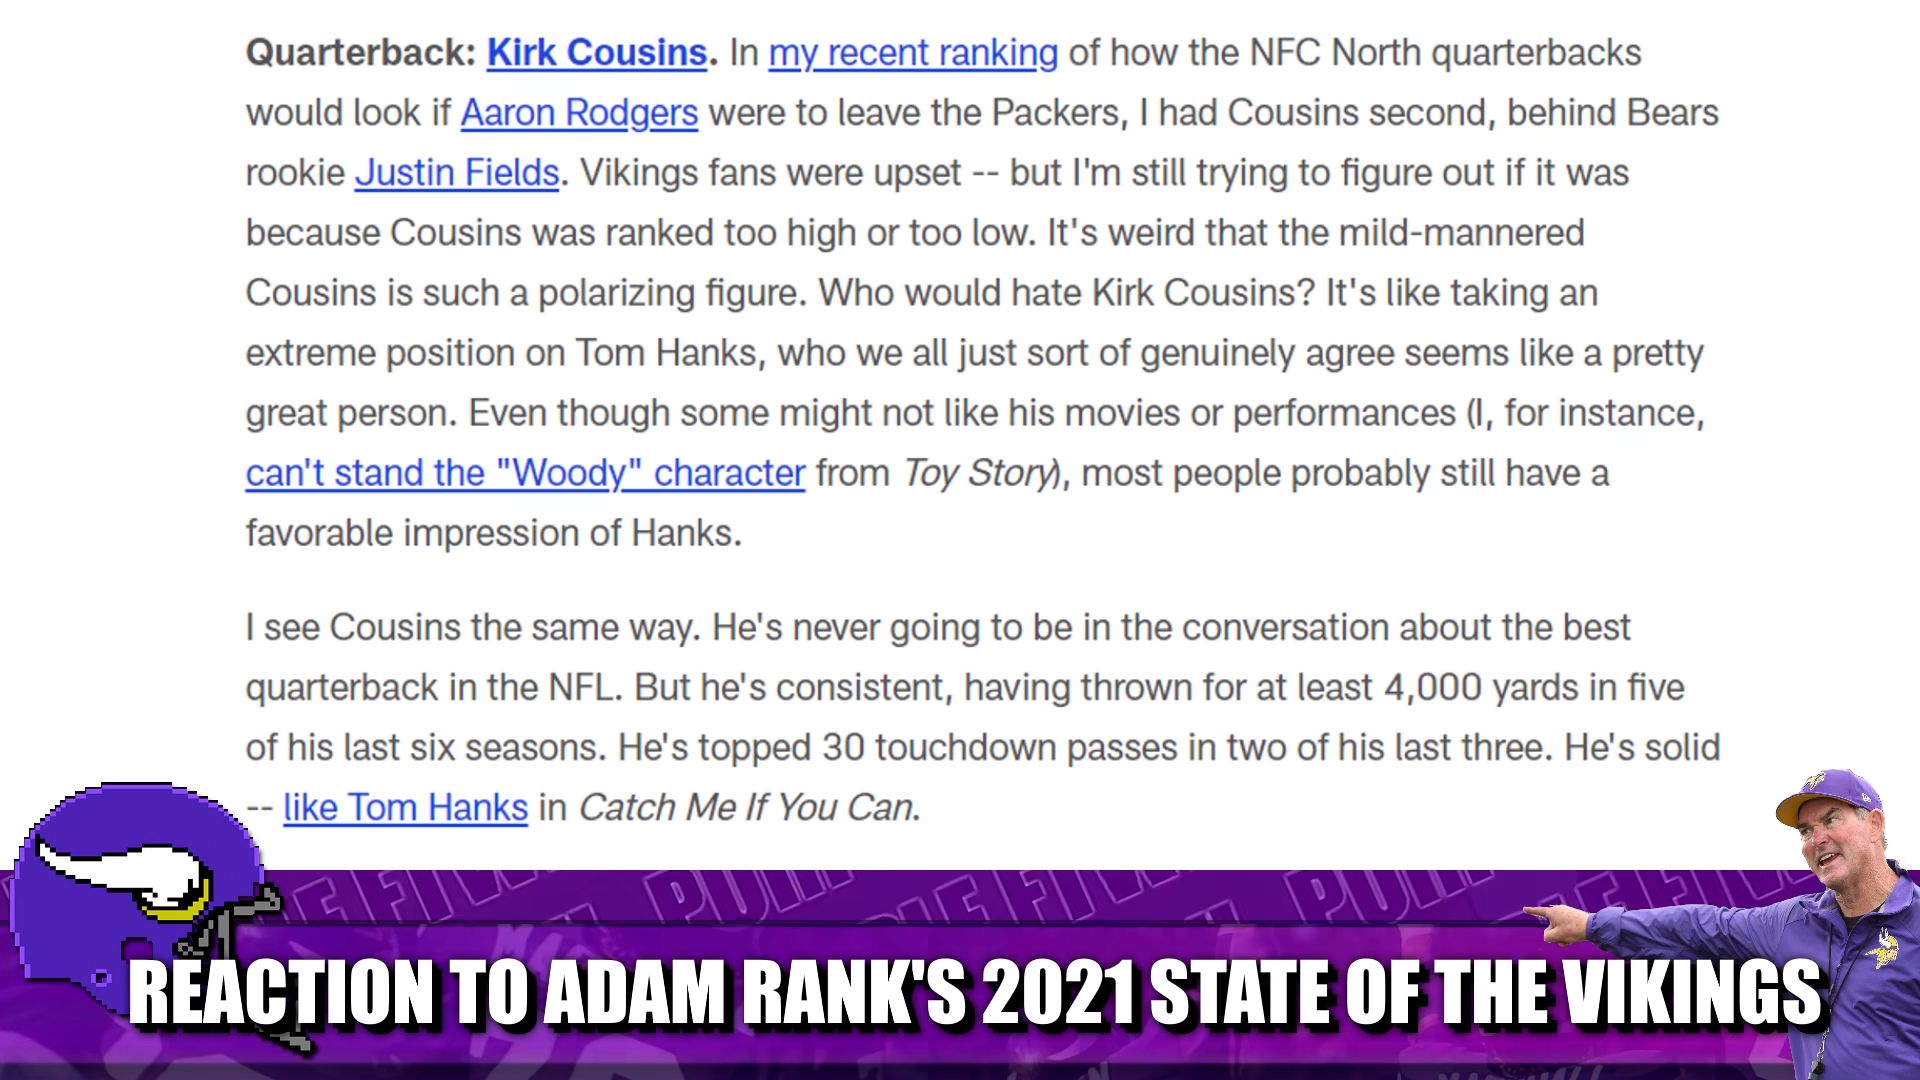 Quarterback: Kirk Cousins. In my recent ranking of how the NFC North quarterbacks
would look if Aaron Rodgers were to leave the Packers, I had Cousins second, behind Bears
rookie Justin Fields. Vikings fans were upset -- but I'm still trying to figure out if it was
because Cousins was ranked too high or too low. It's weird that the mild-mannered
Cousins is such a polarizing figure. Who would hate Kirk Cousins? It's like taking an
extreme position on Tom Hanks, who we all just sort of genuinely agree seems like a pretty
great person. Even though some might not like his movies or performances (I, for instance,
can't stand the "Woody" character from Toy Story), most people probably still have a
favorable impression of Hanks.
I see Cousins the same way. He's never going to be in the conversation about the best
quarterback in the NFL. But he's consistent, having thrown for at least 4,000 yards in five
of his last six seasons. He's topped 30 touchdown passes in two of his last three. He's solid
-- like Tom Hanks in Catch Me If You Can.
REACTION TO ADAM RANK'S 2021 STATE OF THE VIKINGS